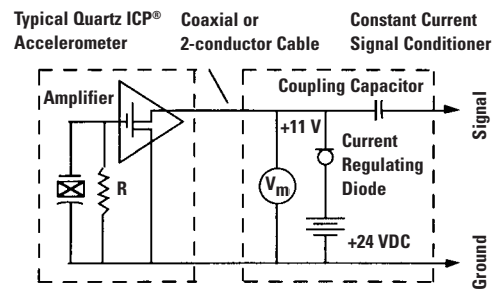 Typical Quartz ICP®
Accelerometer
Coaxial or
2-conductor Cable
Constant Current
Signal Conditioner
Amplifier
R
Coupling Capacitor
+11 V
Current
Regulating
Diode
Vm
+24 VDC
Signal
Ground